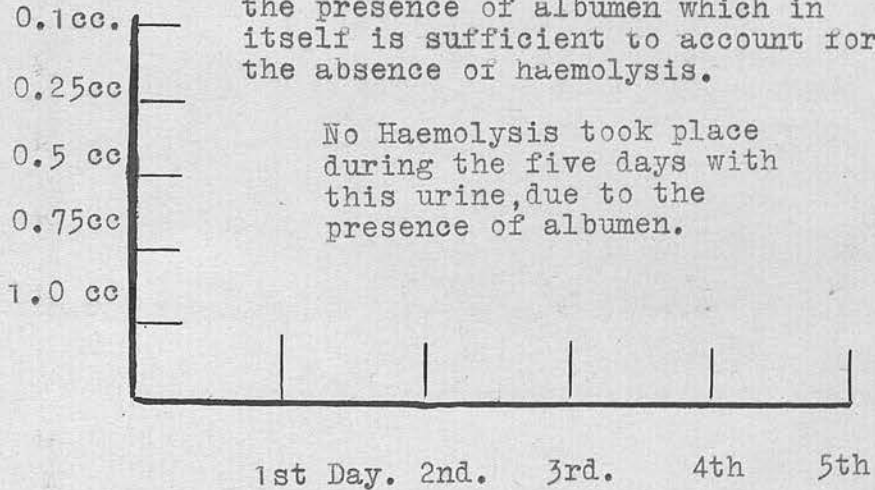 the presence of albumen which in
0.1cc.
itself is sufficient to account for
the absence of haemolysis.
0.25cc
No Haemolysis took place
0.5 cc
during the five days with
this urine,due to the
0.75cc
presence of albumen.
1.0 cc
1st Day. 2nd. 3rd. 4th 5th